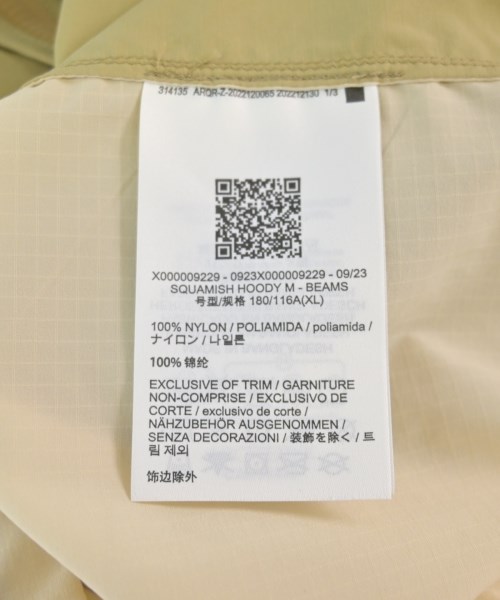 314135 ARQR-Z-2022120065 202212130 1/3
X000009229 - 0923X000009229 - 09/23
SQUAMISH HOODY M - BEAMS
号型/规格 180/116A(XL)
100% NYLON / POLIAMIDA / poliamida /
ナイロン / 나일론
100% 锦纶
EXCLUSIVE OF TRIM / GARNITURE
NON-COMPRISE / EXCLUSIVO DE
CORTE / exclusivo de corte /
NÄHZUBEHÖR AUSGENOMMEN /
SENZA DECORAZIONI / 装飾を除く / 트
림 제외
饰边除外